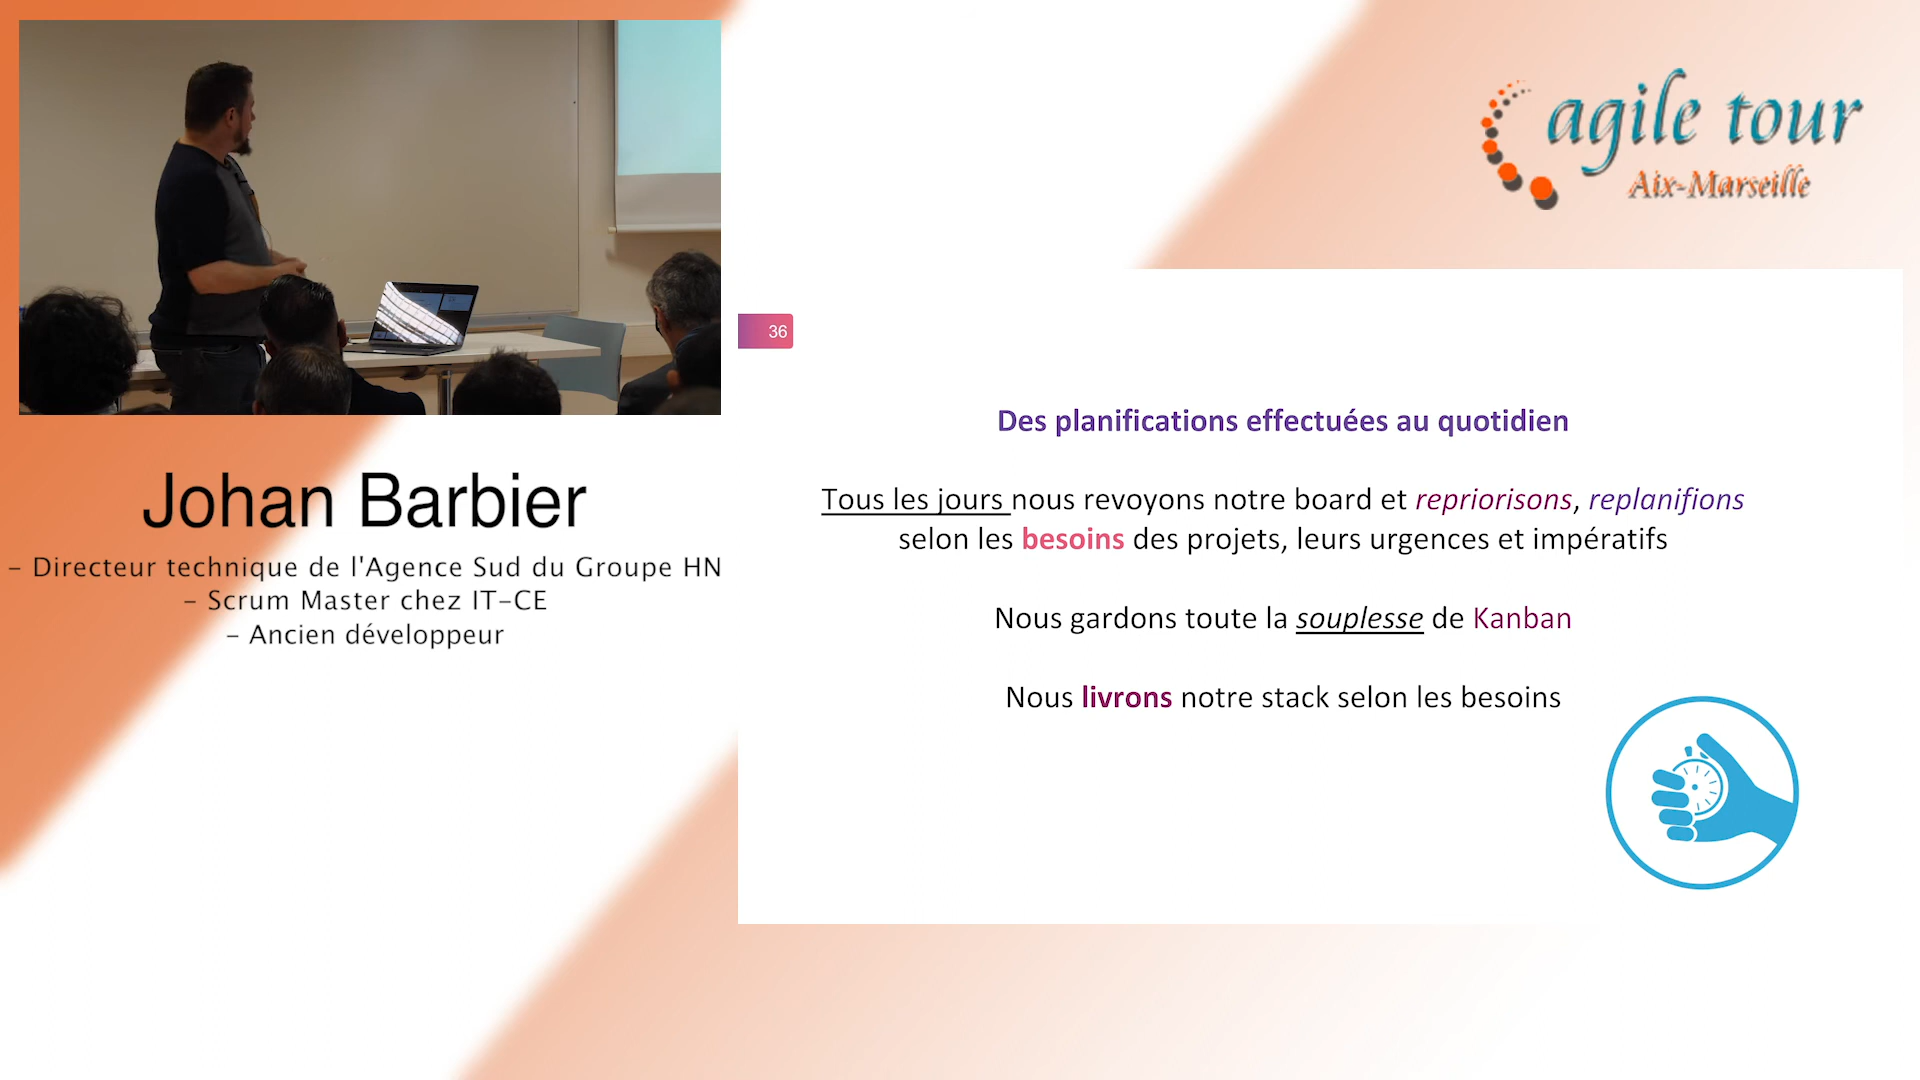 agile tour
Aix-Marseille
36
Des planifications effectuées au quotidien
Tous les jours nous revoyons notre board et repriorisons, replanifions
selon les besoins des projets, leurs urgences et impératifs
Nous gardons toute la souplesse de Kanban
Nous livrons notre stack selon les besoins
Johan Barbier
- Directeur technique de l'Agence Sud du Groupe HN
- Scrum Master chez IT-CE
- Ancien développeur